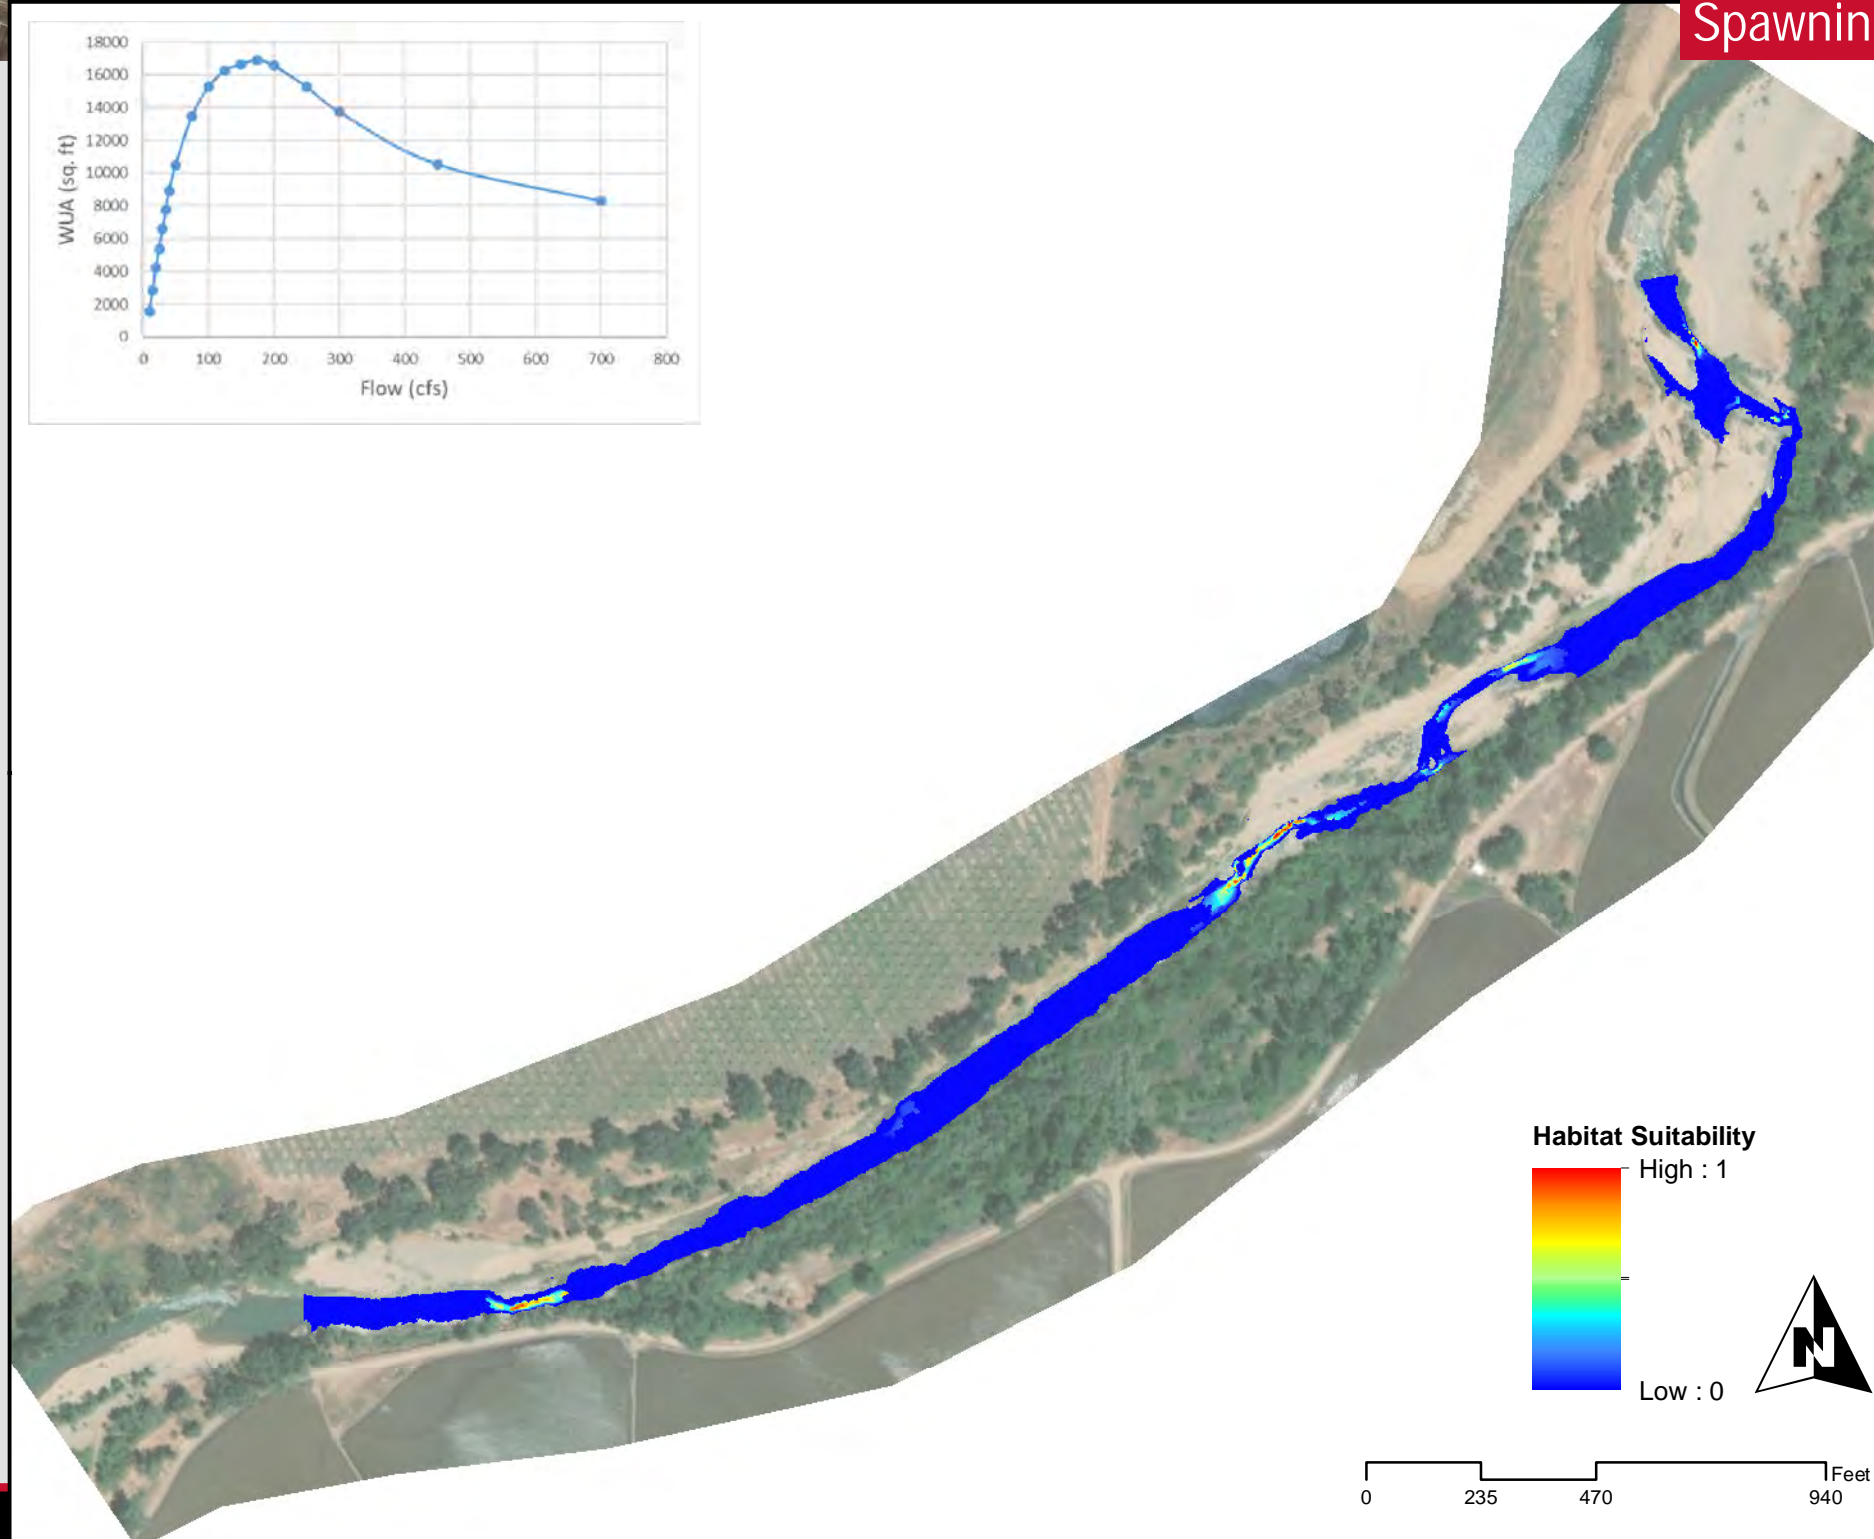 Spawnin
18000
16000
14000
12000
10000
8000
6000
4000
2000
0
WUA (sq. ft)
0 100 200 300 400 500 600 700 800
Flow (cfs)
Habitat Suitability
High : 1
Low : 0
N
Feet
0 235 470 940